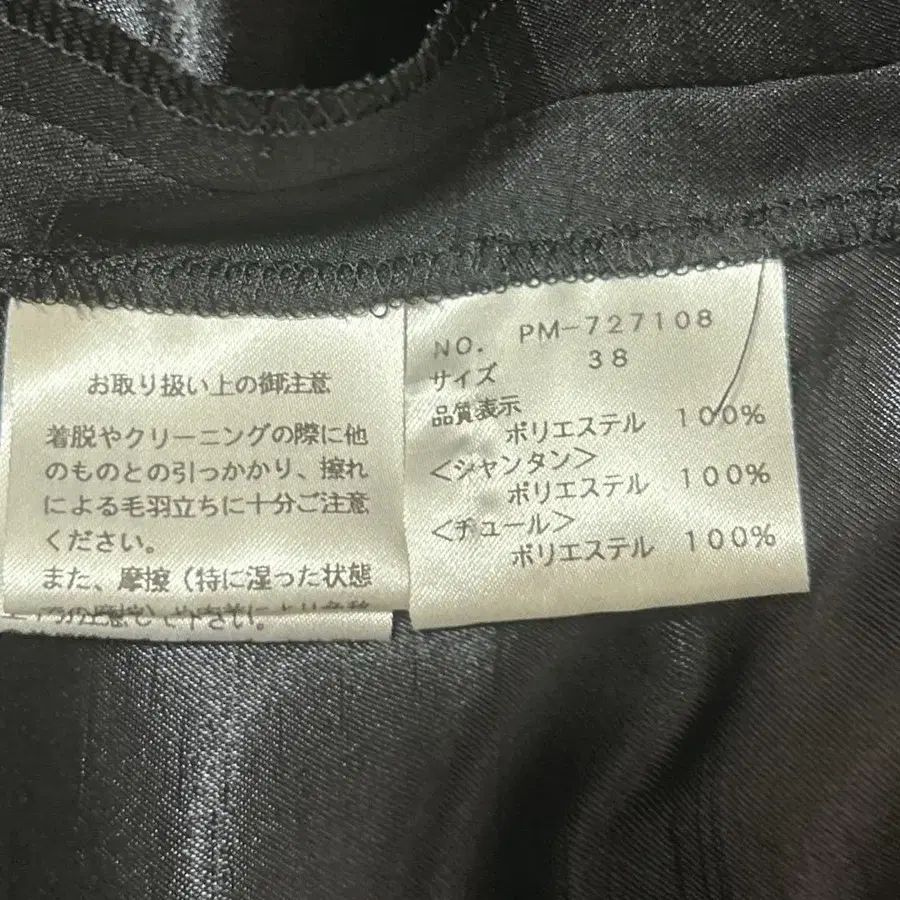 お取り扱い上の御注意
着脱やクリーニングの際に他
のものとの引っかかり、擦れ
による毛羽立ちに十分ご注意
ください。
また、摩擦（特に湿った状態
下さい。
NO. PM-727108
サイズ 38
品質表示
ポリエステル 100%
<シャンタン>
ポリエステル 100%
<チュール>
ポリエステル 100%